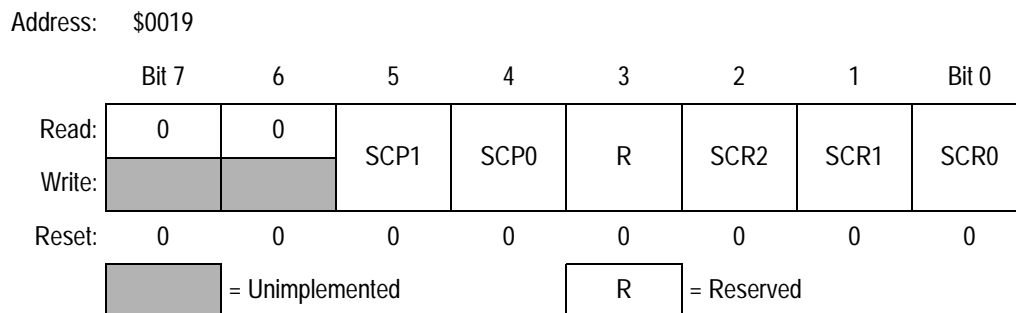 Address: $0019
Bit 7 6 5 4 3 2 1 Bit 0
Read: 0 0 SCP1 SCP0 R SCR2 SCR1 SCR0
Write:
Reset: 0 0 0 0 0 0 0 0
= Unimplemented R = Reserved